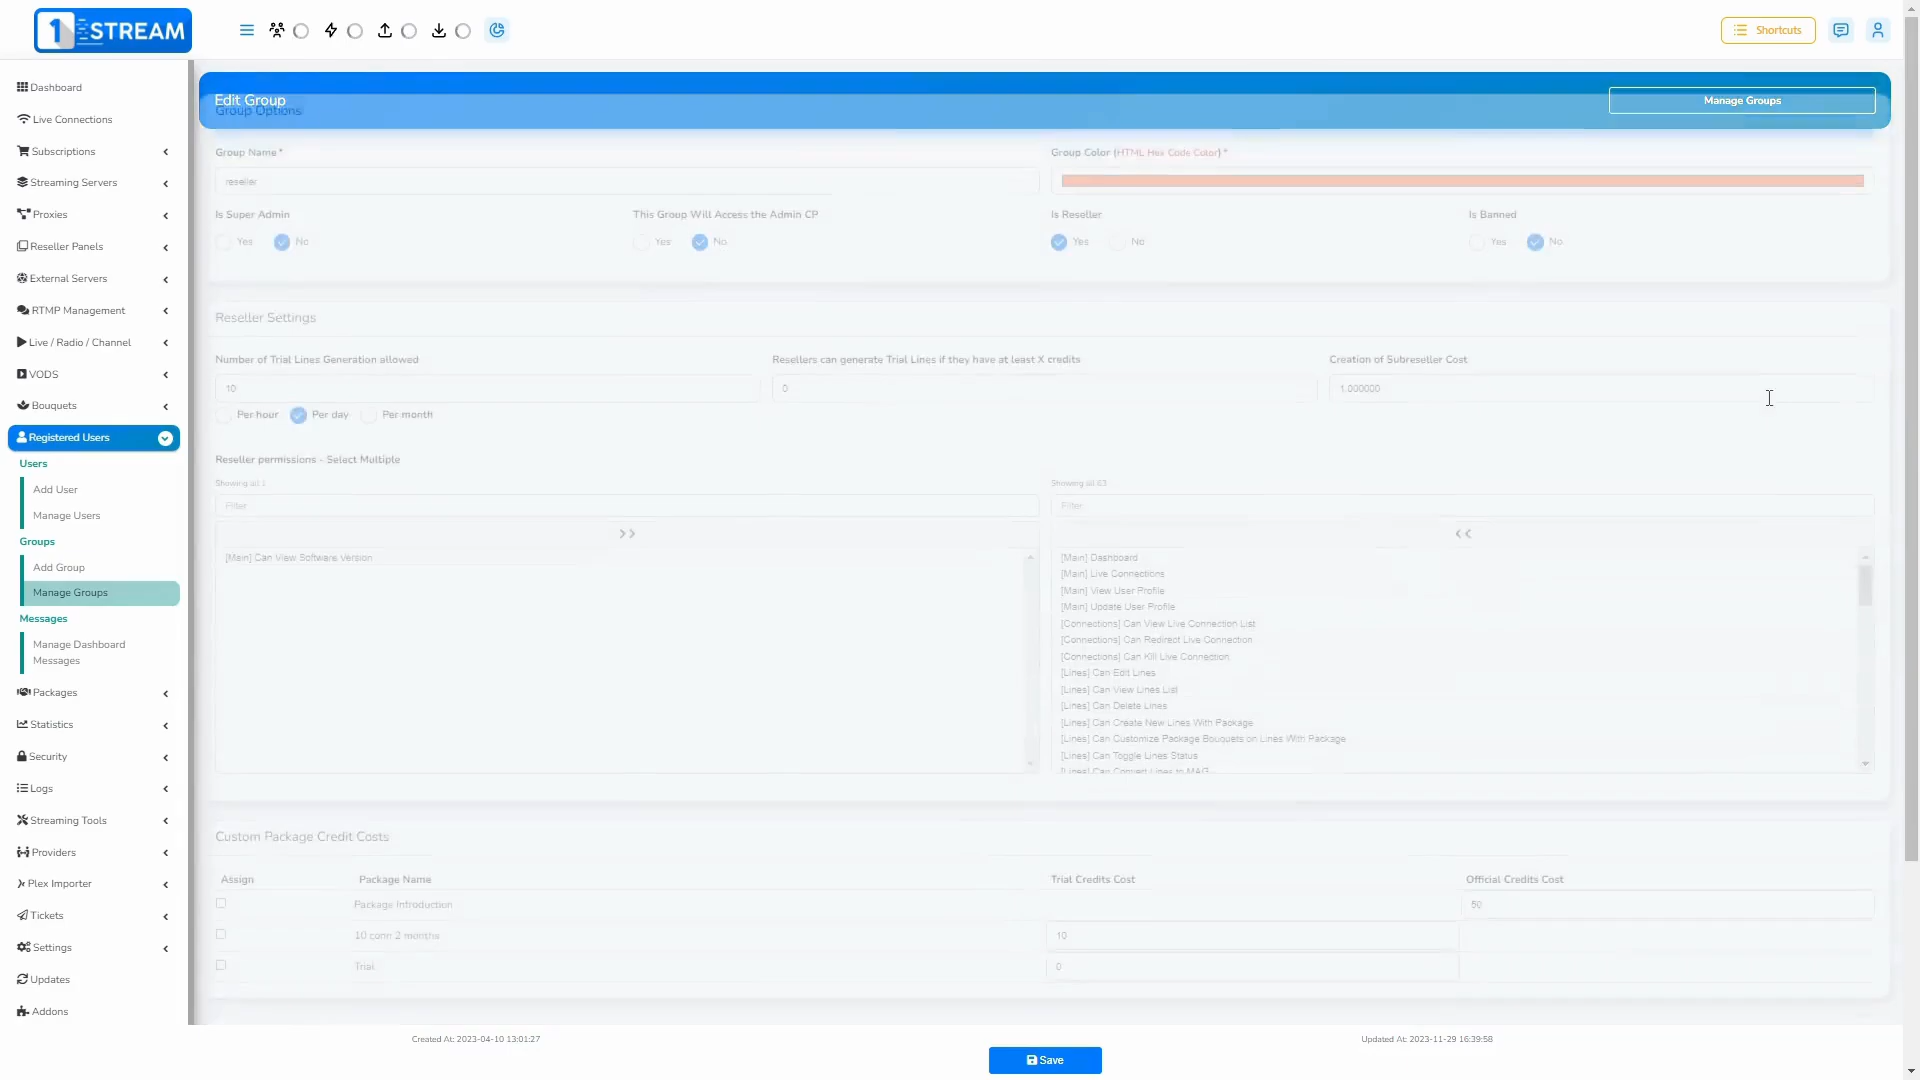 1 STREAM
Shortcuts
Dashboard
Live Connections
Subscriptions
Streaming Servers
Proxies
Reseller Panels
External Servers
RTMP Management
Live / Radio / Channel
VODS
Bouquets
Registered Users
Users
Add User
Manage Users
Groups
Add Group
Manage Groups
Messages
Manage Dashboard
Messages
Packages
Statistics
Security
Logs
Streaming Tools
Providers
Plex Importer
Tickets
Settings
Updates
Addons
Edit Group
Manage Groups
Group Options
Group Name *
Group Color (HTML Hex Code Color) *
reseller
Is Super Admin
This Group Will Access the Admin CP
Is Reseller
Is Banned
Yes No
Yes No
Yes No
Yes No
Reseller Settings
Number of Trial Lines Generation allowed
Resellers can generate Trial Lines if they have at least X credits
Creation of Subreseller Cost
10
0
1.000000
Per hour Per day Per month
Reseller permissions - Select Multiple
Showing all 1
Showing all 63
Filter
Filter
>>
<<
[Main] Can View Software Version
[Main] Dashboard
[Main] Live Connections
[Main] View User Profile
[Main] Update User Profile
[Connections] Can View Live Connection List
[Connections] Can Redirect Live Connection
[Connections] Can Kill Live Connection
[Lines] Can Edit Lines
[Lines] Can View Lines List
[Lines] Can Delete Lines
[Lines] Can Create New Lines With Package
[Lines] Can Customize Package Bouquets on Lines With Package
[Lines] Can Toggle Lines Status
[Lines] Can Convert Lines to MAG
Custom Package Credit Costs
Assign
Package Name
Trial Credits Cost
Official Credits Cost
Package Introduction
50
10 conn 2 months
10
Trial
0
Created At: 2023-04-10 13:01:27
Updated At: 2023-11-29 16:39:58
Save